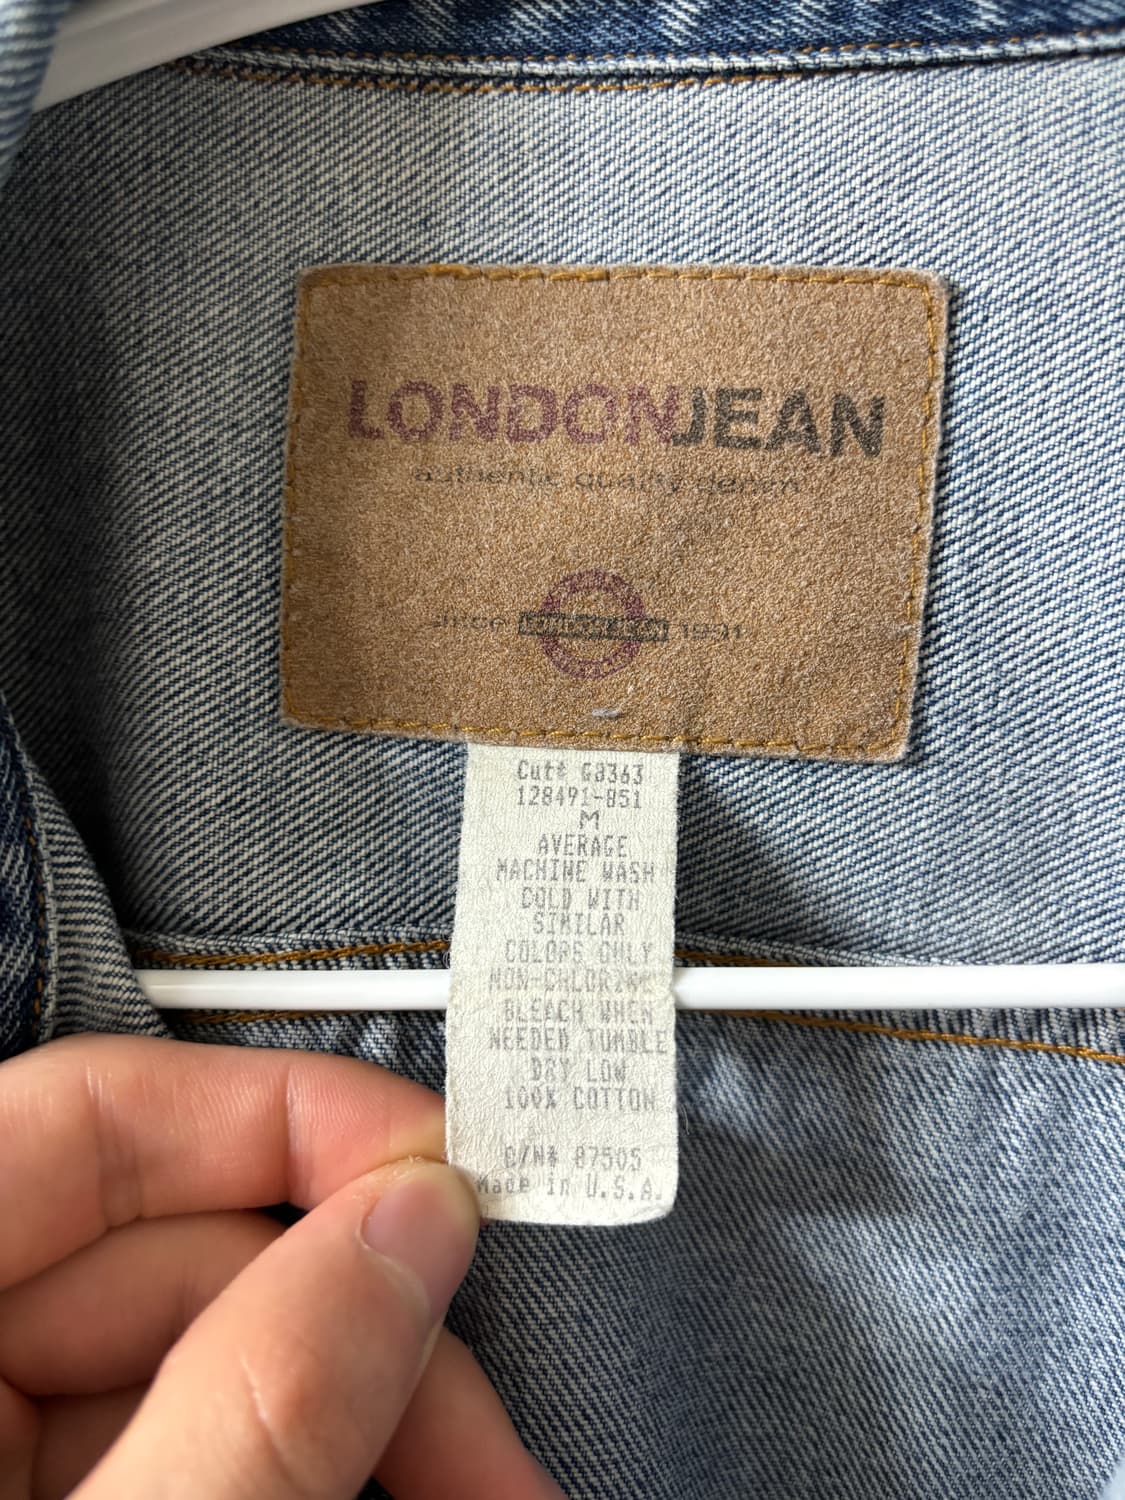 LONDONJEAN
authentic quality denim
since 1991
Cut# G8363
128491-851
M
AVERAGE
MACHINE WASH
COLD WITH
SIMILAR
COLORS ONLY
NON-CHLORINE
BLEACH WHEN
NEEDED TUMBLE
DRY LOW
100% COTTON
C/N# 87505
Made in U.S.A.